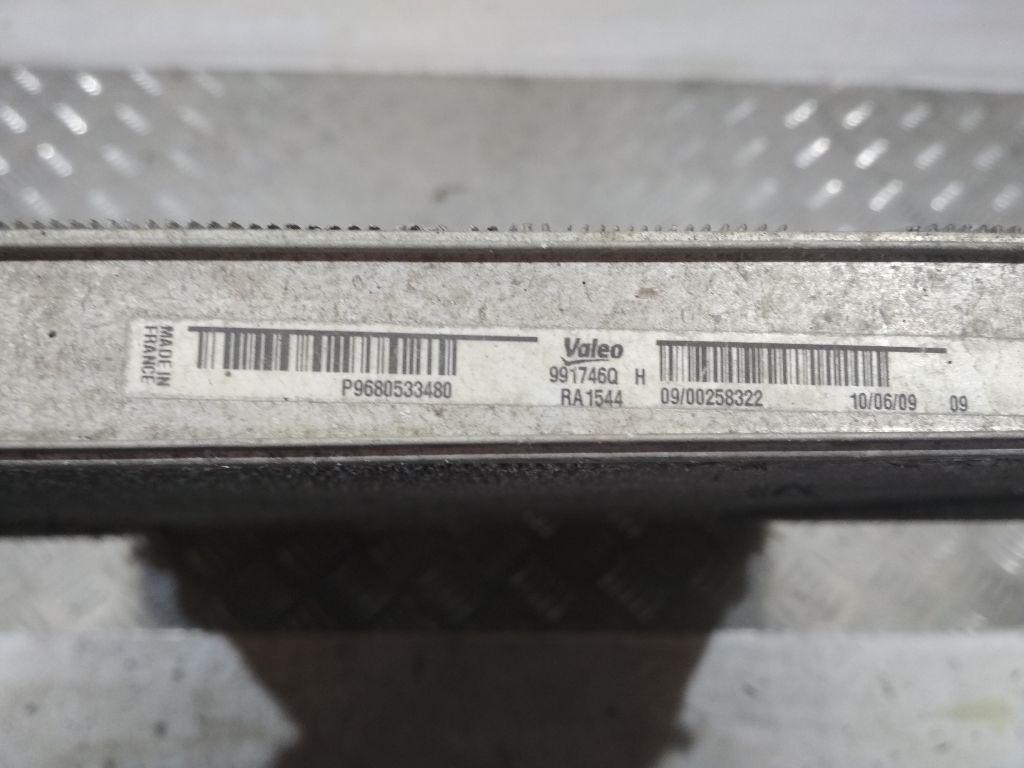 MADE IN
FRANCE
P9680533480
Valeo
991746Q H
RA1544
09/00258322
10/06/09 09